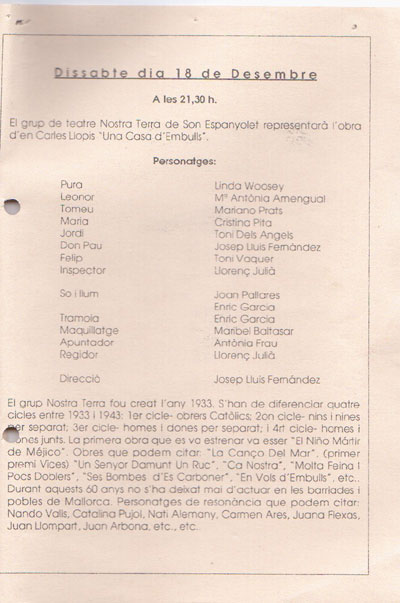 Dissabte dia 18 de Desembre
A les 21,30 h.
El grup de teatre Nostra Terra de Son Espanyolet representarà l'obra
d'en Carles Llopis "Una Casa d'Embulls".
Personatges:
Pura Linda Woosey
Leonor Mª Antònia Amengual
Tomeu Mariano Prats
Maria Cristina Pita
Jordi Toni Dels Angels
Don Pau Josep Lluis Fernández
Felip Toni Vaquer
Inspector Llorenç Julià
So i llum Joan Pallares
Enric Garcia
Tramoia Enric Garcia
Maquillatge Maribel Baltasar
Apuntador Antònia Frau
Regidor Llorenç Julià
Direcció Josep Lluis Fernández
El grup Nostra Terra fou creat l'any 1933. S'han de diferenciar quatre
cicles entre 1933 i 1943: 1er cicle- obrers Catòlics; 2on cicle- nins i nines
per separat; 3er cicle- homes i dones per separat; i 4rt cicle- homes i
dones junts. La primera obra que es va estrenar va esser "El Niño Mártir
de Méjico". Obres que podem citar: "La Canço Del Mar", (primer
premi Vices) "Un Senyor Damunt Un Ruc", "Ca Nostra", "Molta Feina I
Pocs Doblers", "Ses Bombes d'Es Carboner", "En Vols d'Embulls", etc..
Durant aquests 60 anys no s'ha deixat mai d'actuar en les barriades i
pobles de Mallorca. Personatges de resonància que podem citar:
Nando Valls, Catalina Pujol, Nati Alemany, Carmen Ares, Juana Flexas,
Juan Llompart, Juan Arbona, etc., etc..